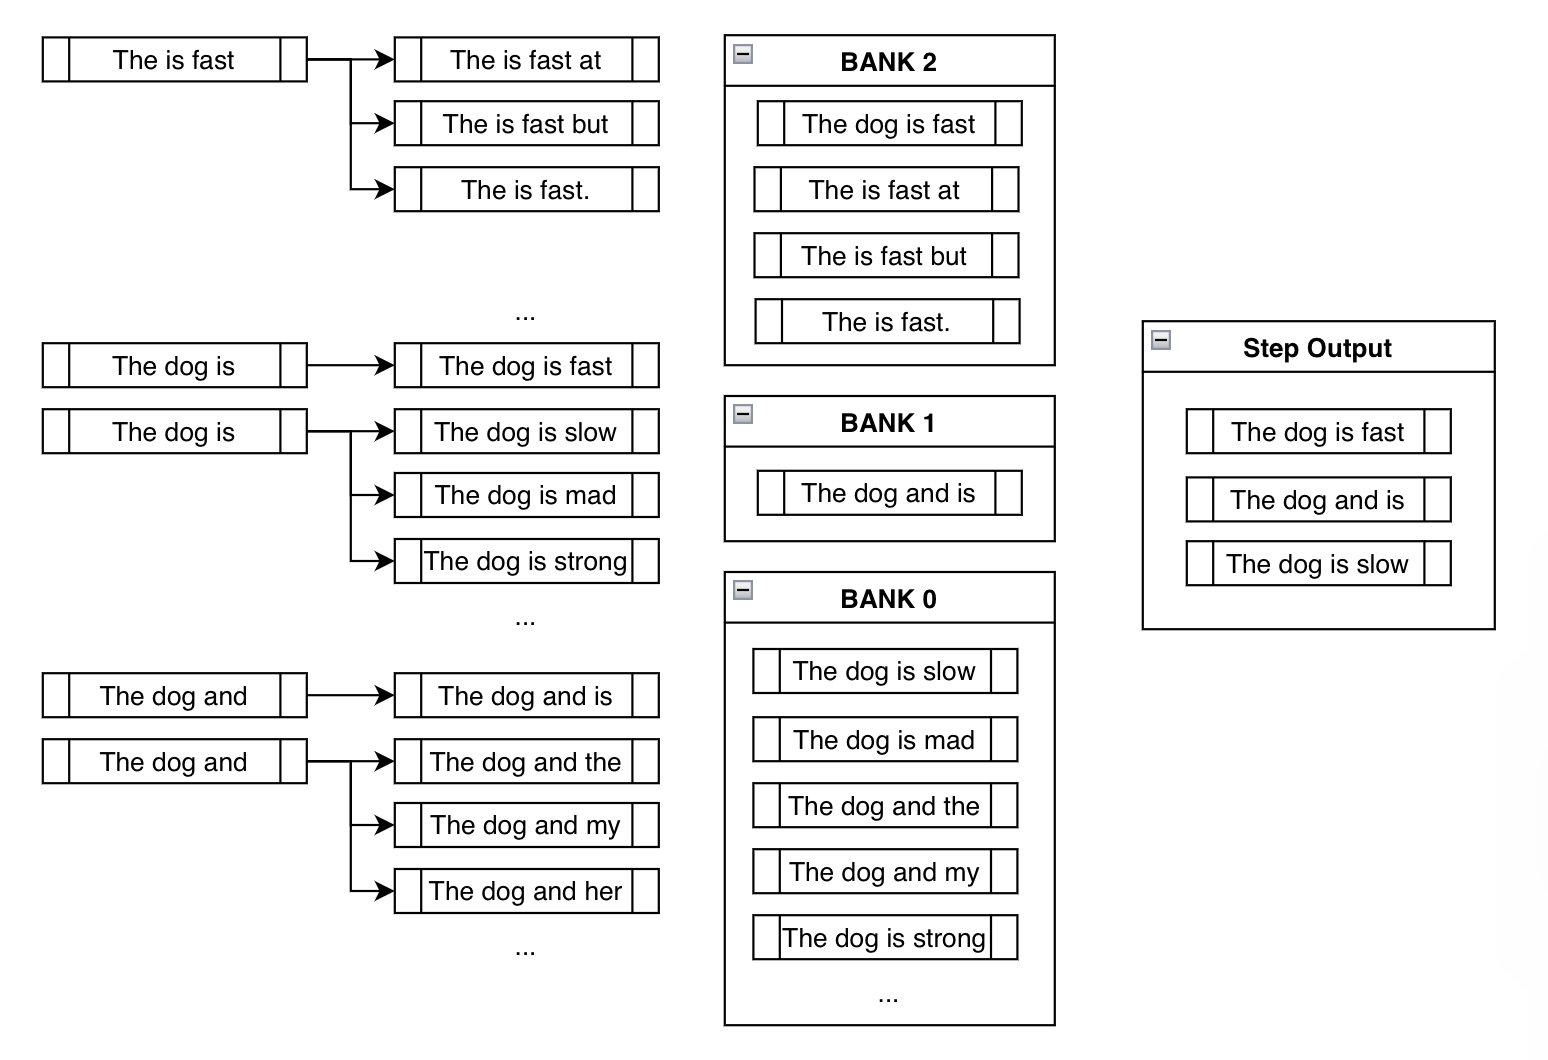 The is fast
The is fast at
The is fast but
The is fast.
...
The dog is
The dog is fast
The dog is
The dog is slow
The dog is mad
The dog is strong
...
The dog and
The dog and is
The dog and
The dog and the
The dog and my
The dog and her
...
BANK 2
The dog is fast
The is fast at
The is fast but
The is fast.
BANK 1
The dog and is
BANK 0
The dog is slow
The dog is mad
The dog and the
The dog and my
The dog is strong
...
Step Output
The dog is fast
The dog and is
The dog is slow